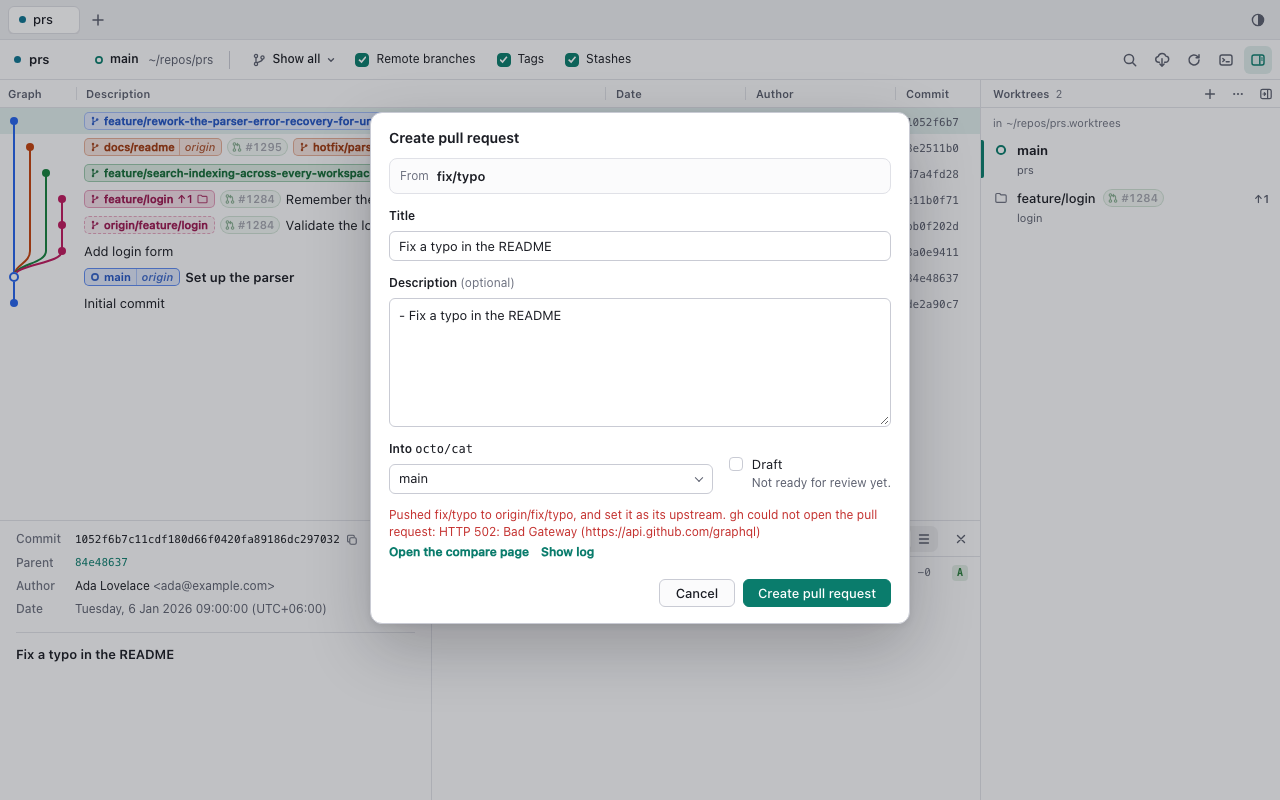 prs
prs
main ~/repos/prs
Show all
Remote branches
Tags
Stashes
Graph
Description
Date
Author
Commit
Worktrees 2
feature/rework-the-parser-error-recovery-for-un
1052f6b7
in ~/repos/prs.worktrees
docs/readme origin
#1295
hotfix/pars
3e2511b0
main
prs
feature/search-indexing-across-every-workspac
d7a4fd28
feature/login ↑1
#1284
Remember the
e11b0f71
feature/login #1284 ↑1
login
origin/feature/login
#1284
Validate the lo
bb0f202d
Add login form
3a0e9411
main origin
Set up the parser
84e48637
Initial commit
de2a90c7
Create pull request
From fix/typo
Title
Fix a typo in the README
Description (optional)
- Fix a typo in the README
Into octo/cat
main
Draft
Not ready for review yet.
Pushed fix/typo to origin/fix/typo, and set it as its upstream. gh could not open the pull
request: HTTP 502: Bad Gateway (https://api.github.com/graphql)
Open the compare page Show log
Cancel
Create pull request
Commit 1052f6b7c11cdf180d66f0420fa89186dc297032
Parent 84e48637
Author Ada Lovelace <ada@example.com>
Date Tuesday, 6 Jan 2026 09:00:00 (UTC+06:00)
Fix a typo in the README
−0 A